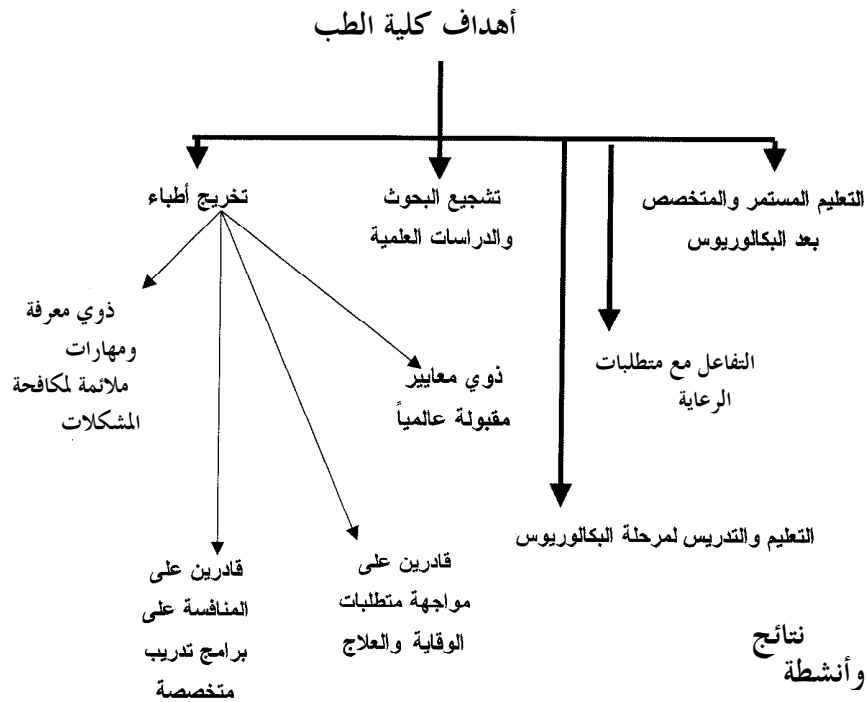 أهداف كلية الطب
التعليم المستمر والمتخصص
بعد البكالوريوس
تشجيع البحوث
والدراسات العلمية
تخريج أطباء
التفاعل مع متطلبات
الرعاية
ذوي معايير
مقبولة عالمياً
ذوي معرفة
ومهارات
ملائمة لمكافحة
المشكلات
التعليم والتدريس لمرحلة البكالوريوس
قادرين على
مواجهة متطلبات
الوقاية والعلاج
قادرين على
المنافسة على
برامج تدريب
متخصصة
نتائج
وأنشطة